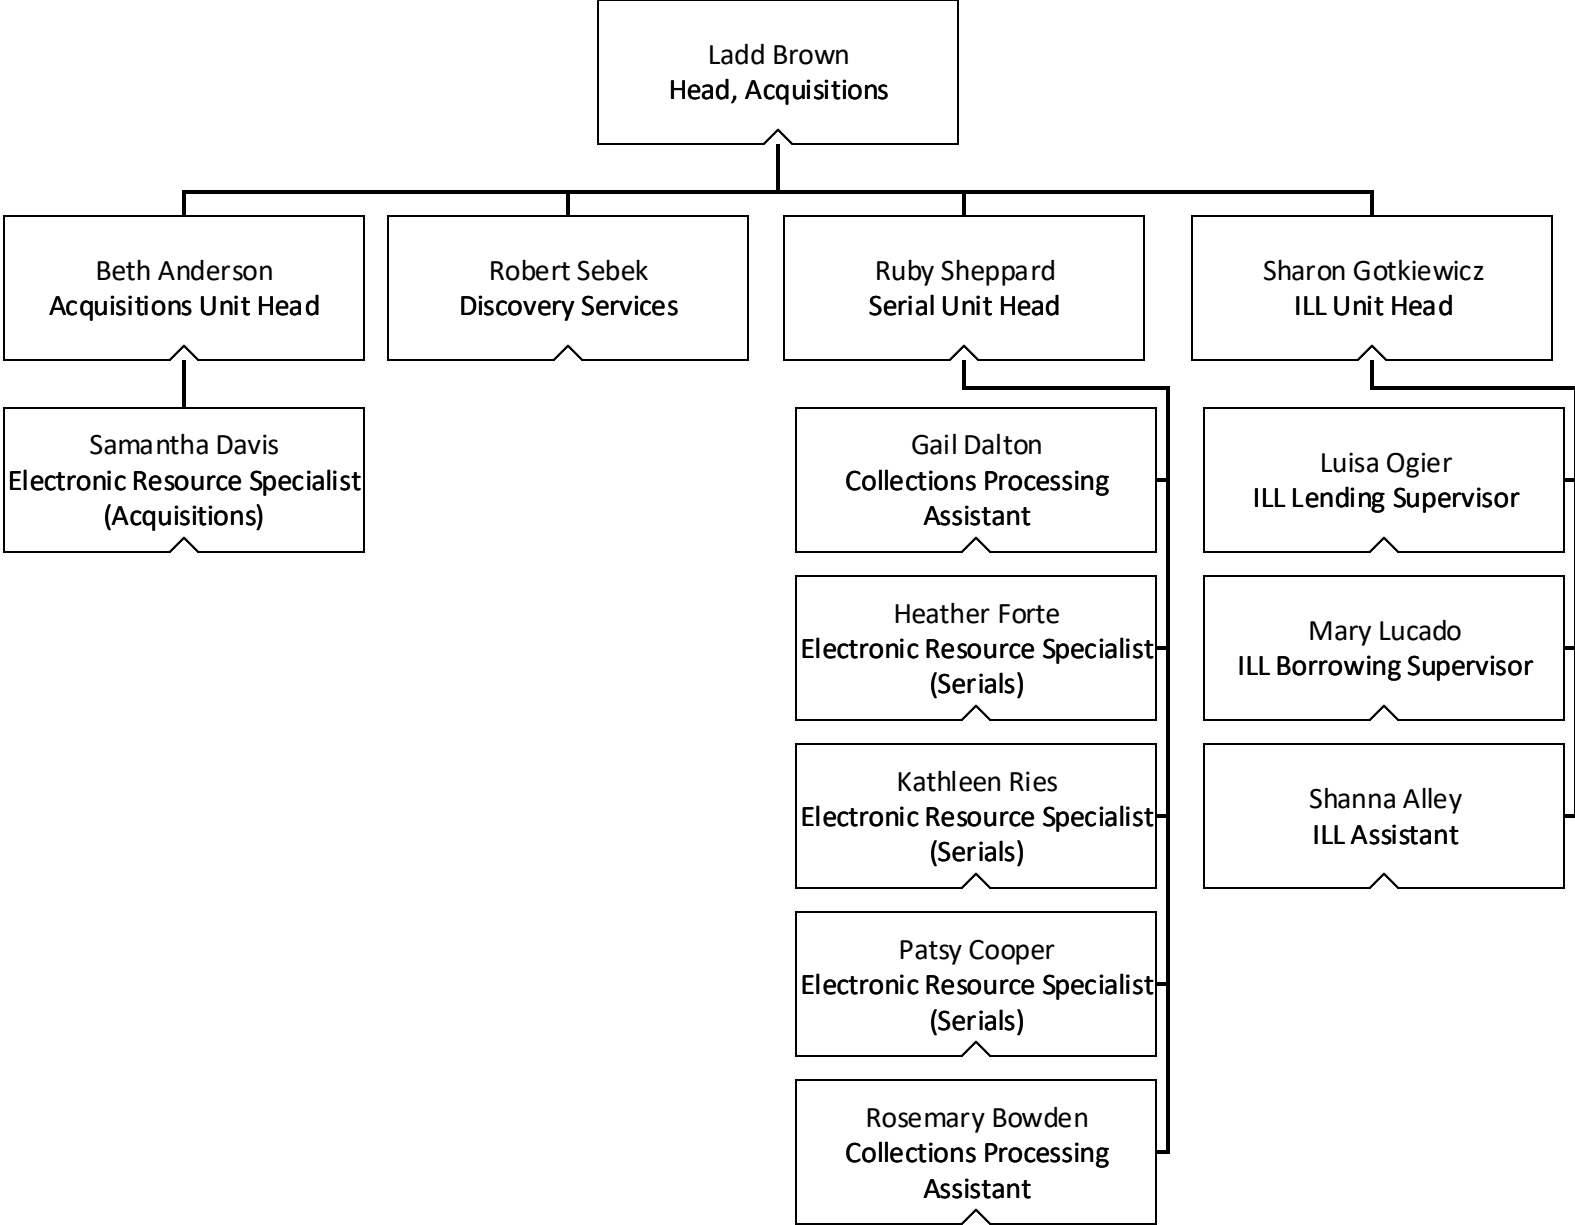 Ladd Brown
Head, Acquisitions
Beth Anderson
Acquisitions Unit Head
Robert Sebek
Discovery Services
Ruby Sheppard
Serial Unit Head
Sharon Gotkiewicz
ILL Unit Head
Samantha Davis
Electronic Resource Specialist
(Acquisitions)
Gail Dalton
Collections Processing
Assistant
Heather Forte
Electronic Resource Specialist
(Serials)
Kathleen Ries
Electronic Resource Specialist
(Serials)
Patsy Cooper
Electronic Resource Specialist
(Serials)
Rosemary Bowden
Collections Processing
Assistant
Luisa Ogier
ILL Lending Supervisor
Mary Lucado
ILL Borrowing Supervisor
Shanna Alley
ILL Assistant